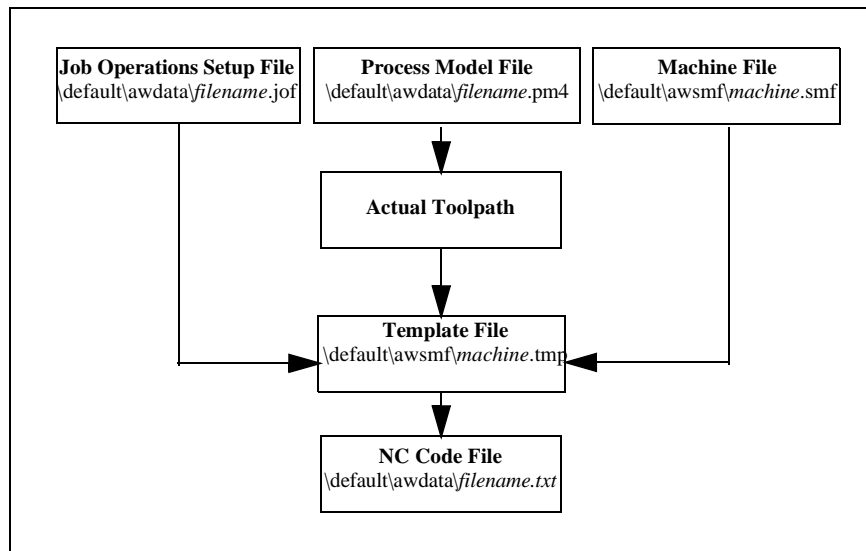 Job Operations Setup File
\default\awdata\filename.jof
Process Model File
\default\awdata\filename.pm4
Machine File
\default\awsmf\machine.smf
Actual Toolpath
Template File
\default\awsmf\machine.tmp
NC Code File
\default\awdata\filename.txt